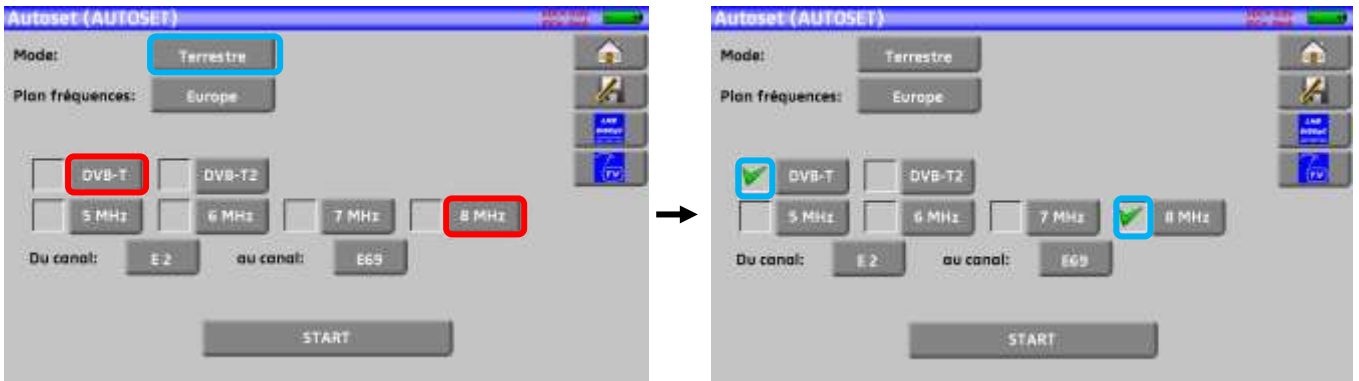 Autoset (AUTOSET)
Mode: Terrestre
Plan fréquences: Europe
DVB-T DVB-T2
5 MHz 6 MHz 7 MHz 8 MHz
Du canal: E 2 au canal: E69
START
Autoset (AUTOSET)
Mode: Terrestre
Plan fréquences: Europe
DVB-T DVB-T2
5 MHz 6 MHz 7 MHz 8 MHz
Du canal: E 2 au canal: E69
START